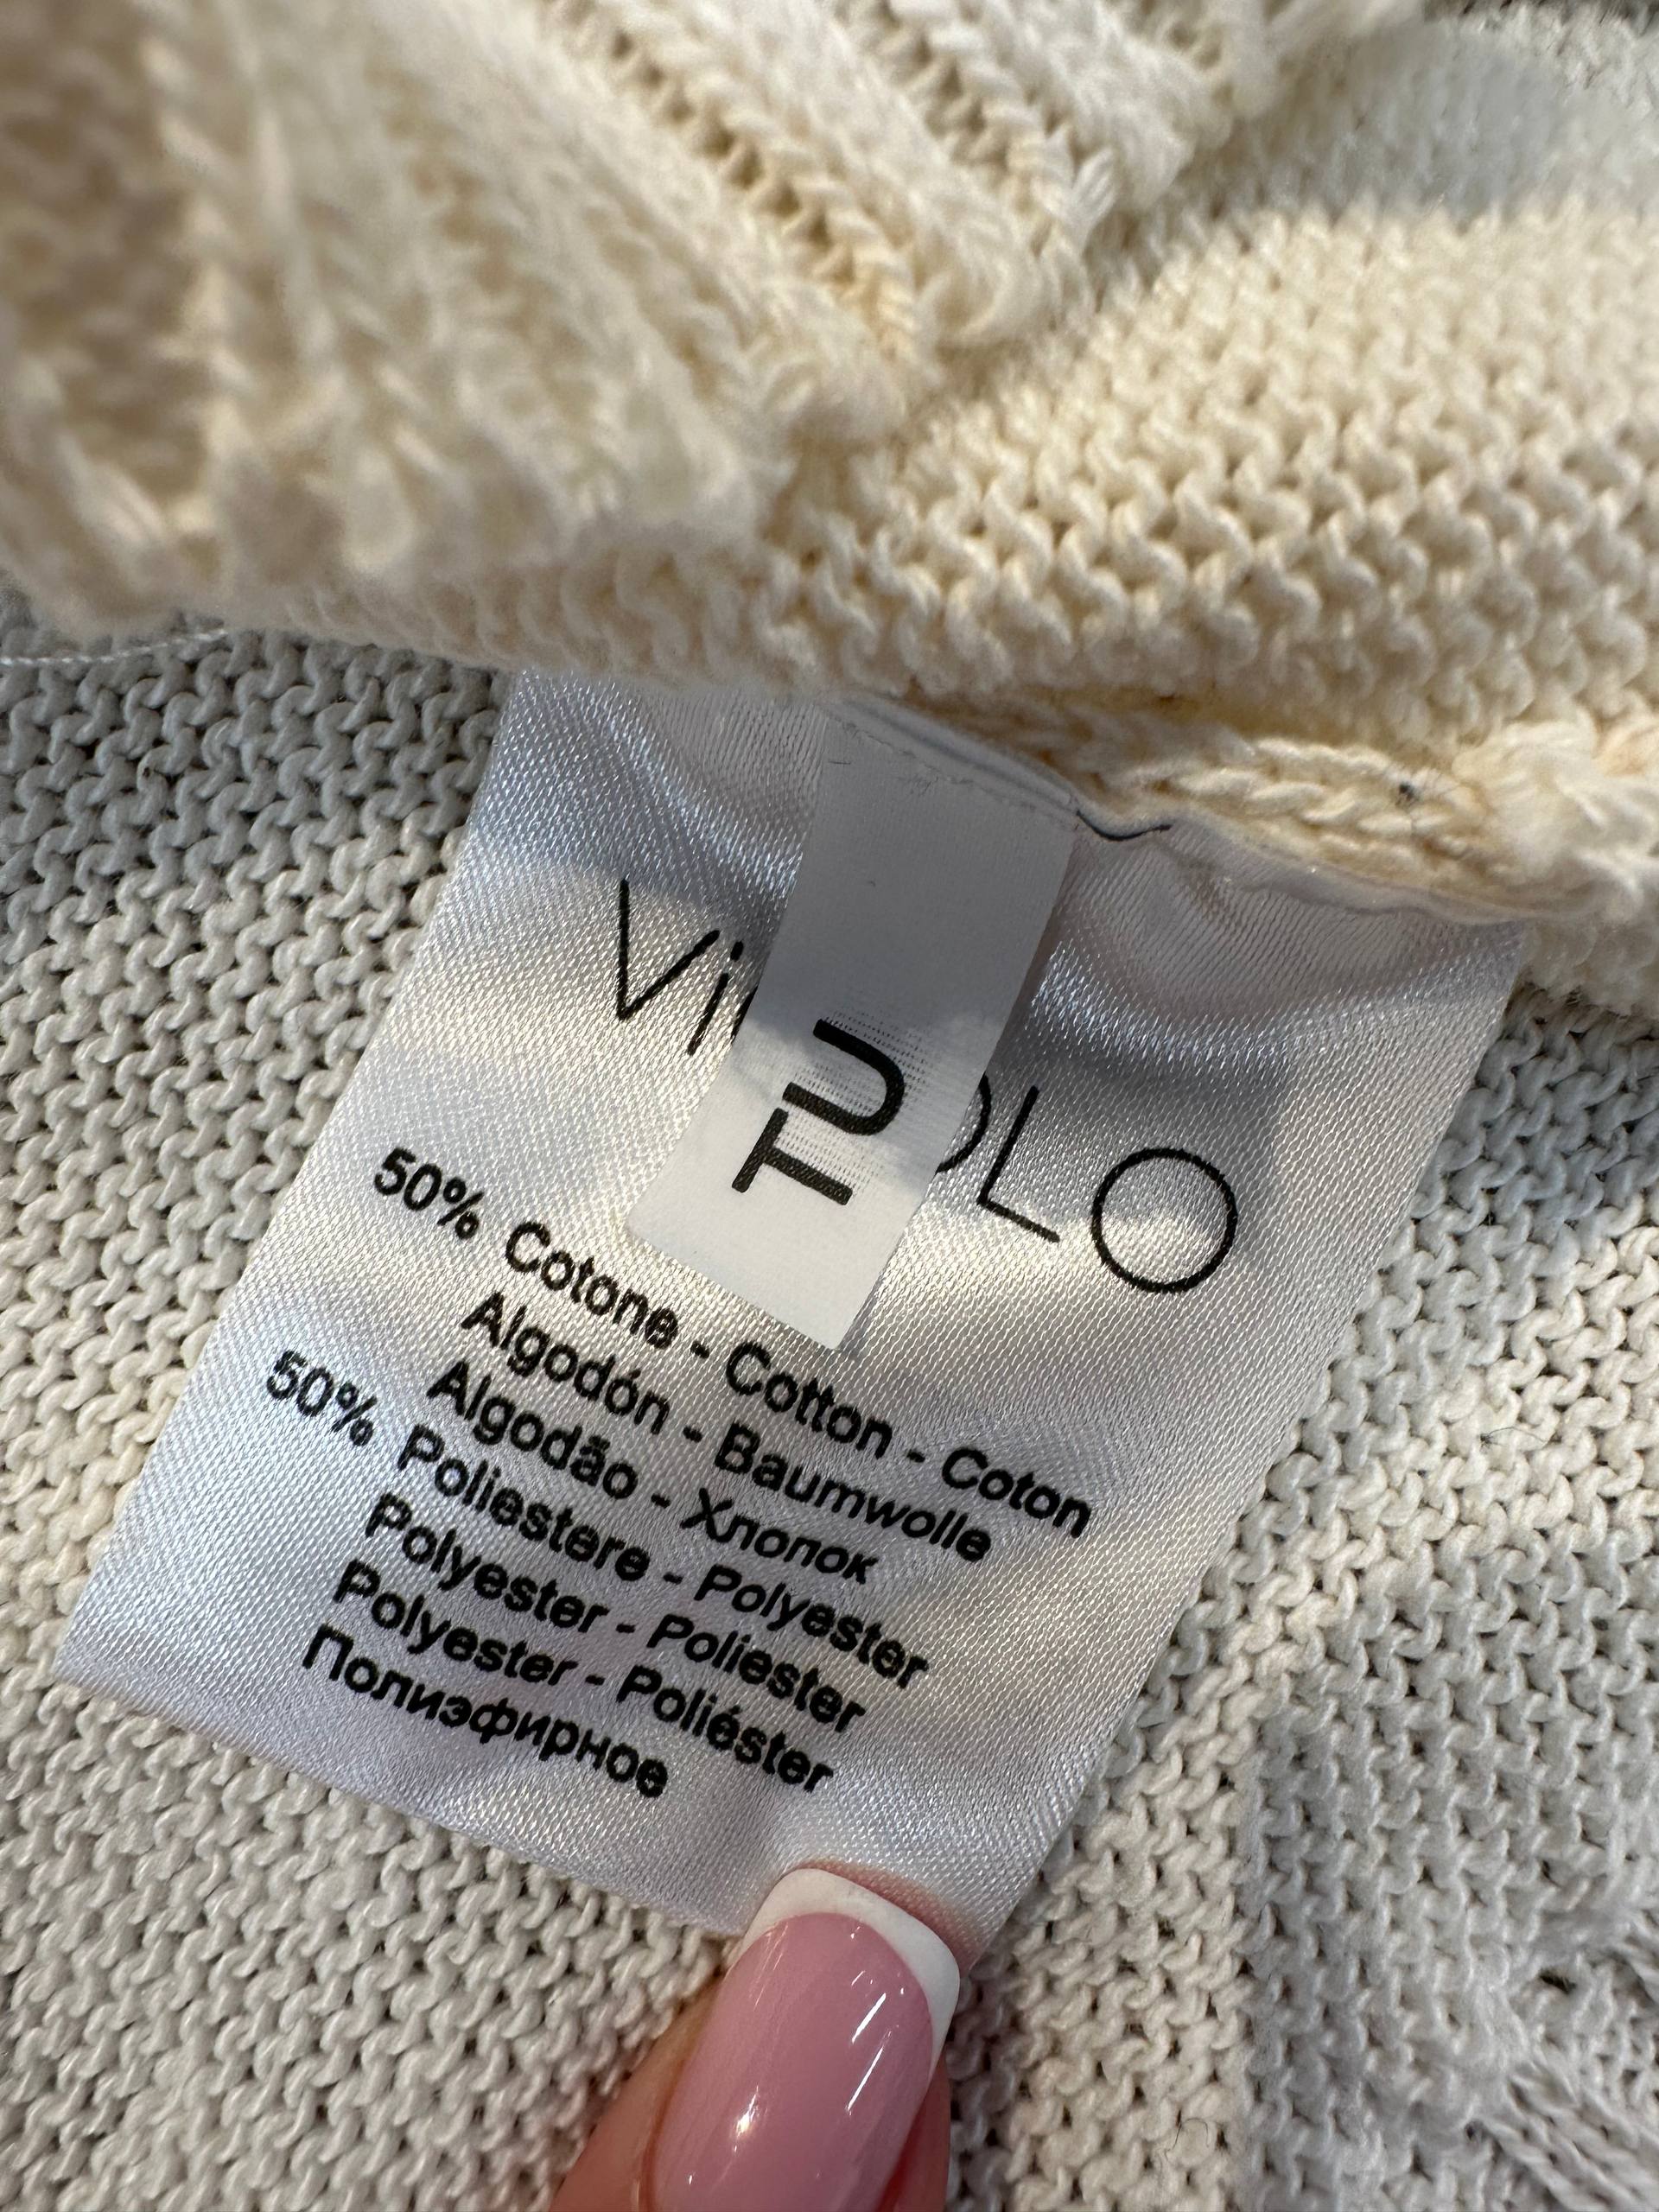 TU
50% Cotone - Cotton - Coton
Algodón - Baumwolle
Algodão - Хлопок
50% Poliestere - Polyester
Polyester - Poliester
Polyester - Poliéster
Полиэфирное